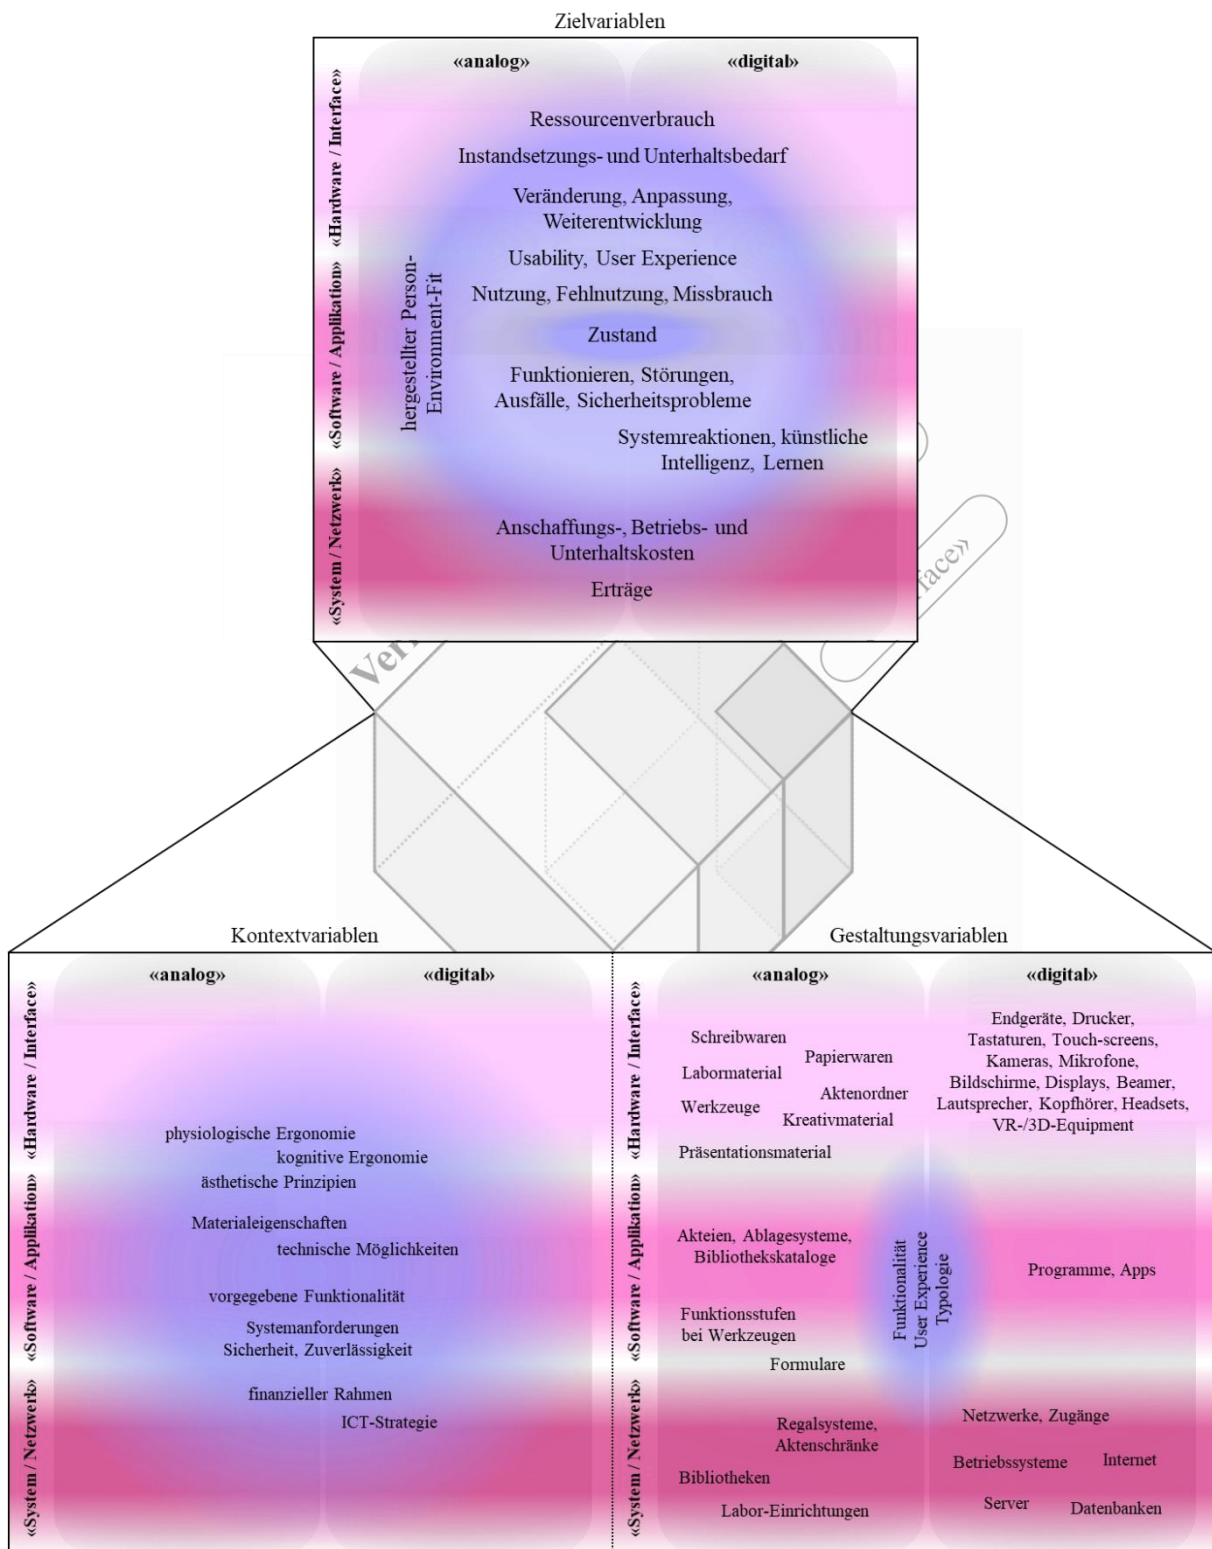 Zielvariablen
«analog»
«digital»
«Hardware / Interface»
«Software / Applikation»
«System / Netzwerk»
Ressourcenverbrauch
Instandsetzungs- und Unterhaltsbedarf
Veränderung, Anpassung,
Weiterentwicklung
Usability, User Experience
Nutzung, Fehlnutzung, Missbrauch
hergestellter Person-
Environment-Fit
Zustand
Funktionieren, Störungen,
Ausfälle, Sicherheitsprobleme
Systemreaktionen, künstliche
Intelligenz, Lernen
Anschaffungs-, Betriebs- und
Unterhaltskosten
Erträge
Kontextvariablen
«analog»
«digital»
«Hardware / Interface»
«Software / Applikation»
«System / Netzwerk»
physiologische Ergonomie
kognitive Ergonomie
ästhetische Prinzipien
Materialeigenschaften
technische Möglichkeiten
vorgegebene Funktionalität
Systemanforderungen
Sicherheit, Zuverlässigkeit
finanzieller Rahmen
ICT-Strategie
Gestaltungsvariablen
«analog»
«digital»
«Hardware / Interface»
«Software / Applikation»
«System / Netzwerk»
Schreibwaren
Papierwaren
Labormaterial
Aktenordner
Werkzeuge
Kreativmaterial
Präsentationsmaterial
Endgeräte, Drucker,
Tastaturen, Touch-screens,
Kameras, Mikrofone,
Bildschirme, Displays, Beamer,
Lautsprecher, Kopfhörer, Headsets,
VR-/3D-Equipment
Akteien, Ablagesysteme,
Bibliothekskataloge
Funktionalität
User Experience
Typologie
Programme, Apps
Funktionsstufen
bei Werkzeugen
Formulare
Regalsysteme,
Aktenschränke
Bibliotheken
Labor-Einrichtungen
Netzwerke, Zugänge
Betriebssysteme
Internet
Server
Datenbanken